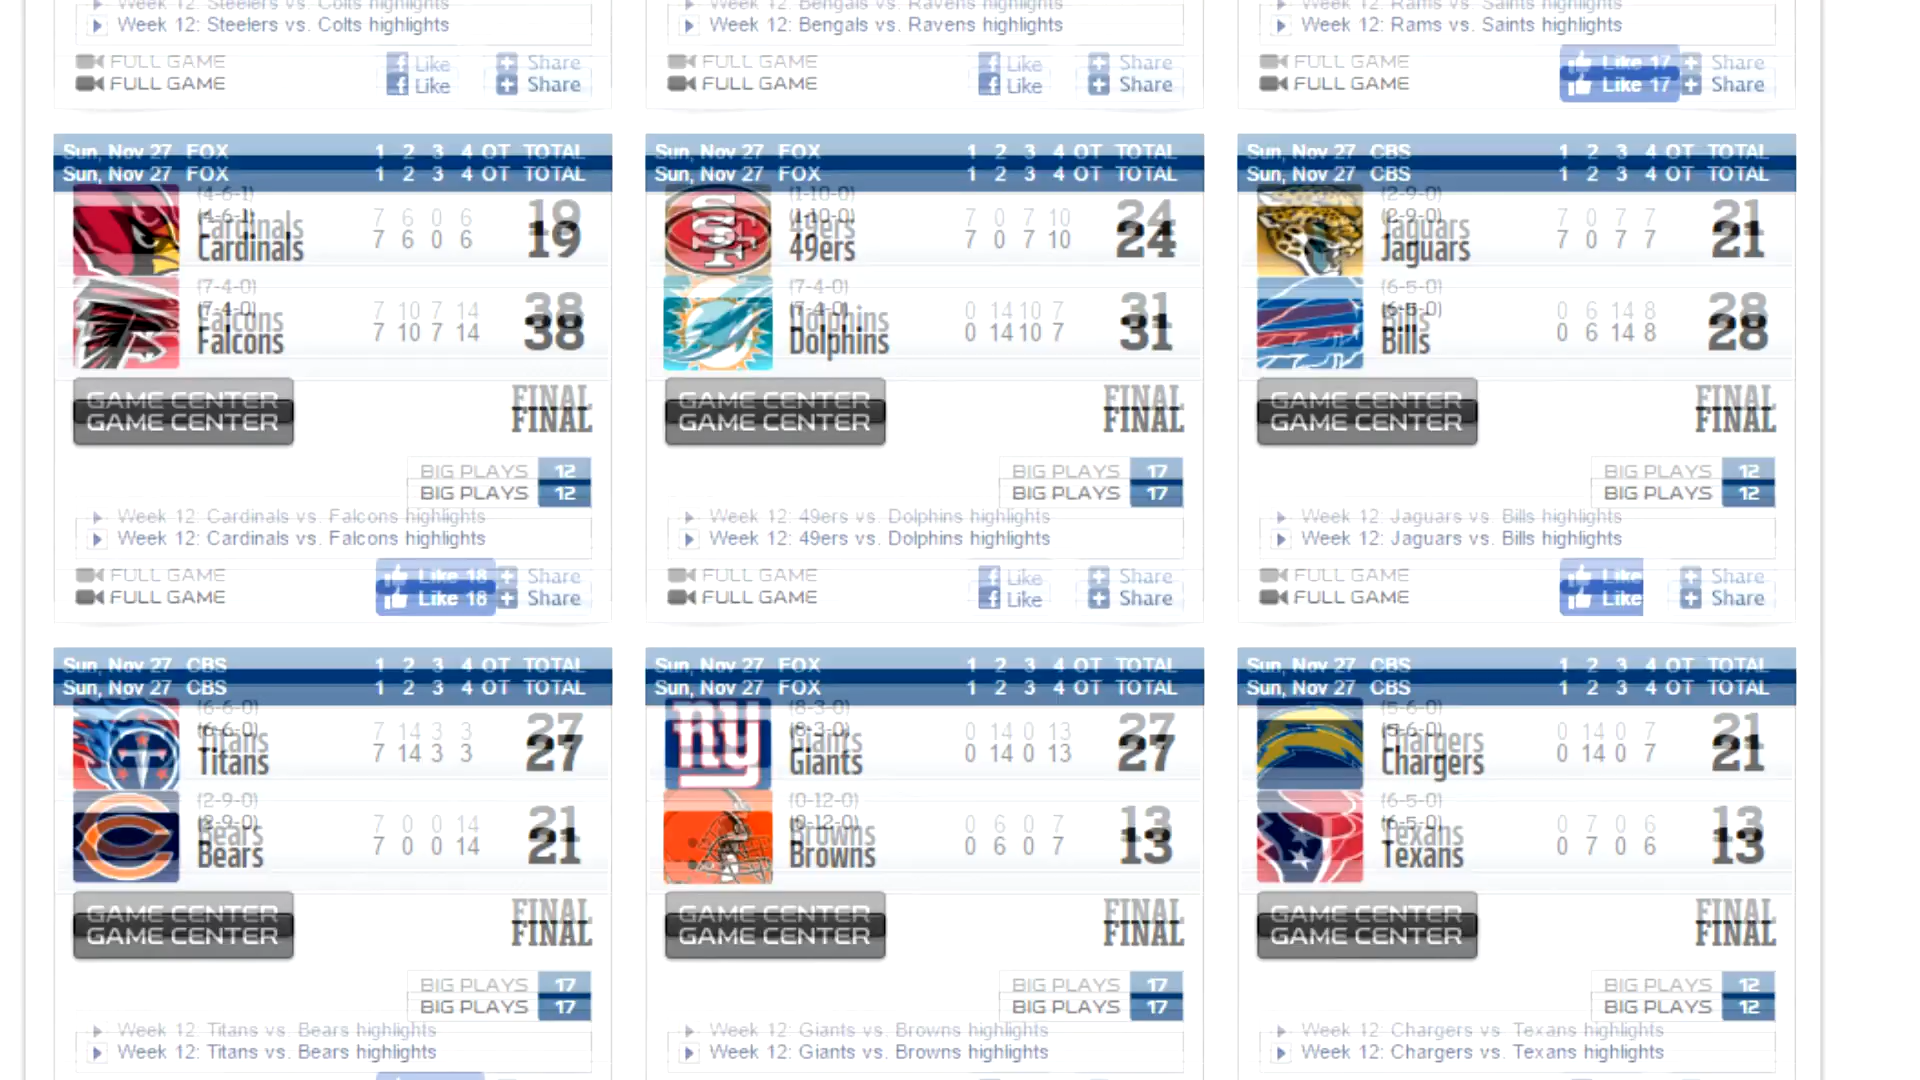 Week 12: Steelers vs. Colts highlights
FULL GAME Like Share
Week 12: Bengals vs. Ravens highlights
FULL GAME Like Share
Week 12: Rams vs. Saints highlights
FULL GAME Like 17 Share
Sun, Nov 27 FOX 1 2 3 4 OT TOTAL
(4-6-1)
Cardinals 7 6 0 6 19
(7-4-0)
Falcons 7 10 7 14 38
GAME CENTER FINAL
BIG PLAYS 12
Week 12: Cardinals vs. Falcons highlights
FULL GAME Like 18 Share
Sun, Nov 27 FOX 1 2 3 4 OT TOTAL
(1-10-0)
49ers 7 0 7 10 24
(7-4-0)
Dolphins 0 14 10 7 31
GAME CENTER FINAL
BIG PLAYS 17
Week 12: 49ers vs. Dolphins highlights
FULL GAME Like Share
Sun, Nov 27 CBS 1 2 3 4 OT TOTAL
(2-9-0)
Jaguars 7 0 7 7 21
(6-5-0)
Bills 0 6 14 8 28
GAME CENTER FINAL
BIG PLAYS 12
Week 12: Jaguars vs. Bills highlights
FULL GAME Like Share
Sun, Nov 27 CBS 1 2 3 4 OT TOTAL
(6-6-0)
Titans 7 14 3 3 27
(2-9-0)
Bears 7 0 0 14 21
GAME CENTER FINAL
BIG PLAYS 17
Week 12: Titans vs. Bears highlights
Sun, Nov 27 FOX 1 2 3 4 OT TOTAL
ny
(8-3-0)
Giants 0 14 0 13 27
(0-12-0)
Browns 0 6 0 7 13
GAME CENTER FINAL
BIG PLAYS 17
Week 12: Giants vs. Browns highlights
Sun, Nov 27 CBS 1 2 3 4 OT TOTAL
(5-6-0)
Chargers 0 14 0 7 21
(6-5-0)
Texans 0 7 0 6 13
GAME CENTER FINAL
BIG PLAYS 12
Week 12: Chargers vs. Texans highlights